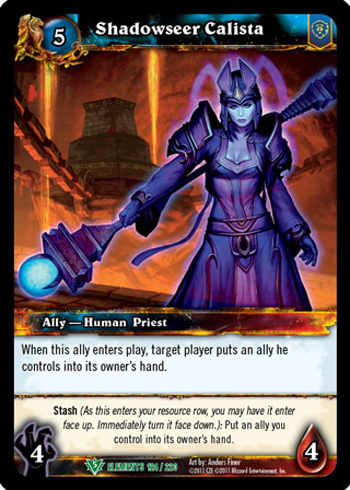 5
Shadowseer Calista
Ally — Human Priest
When this ally enters play, target player puts an ally he
controls into its owner's hand.
Stash (As this enters your resource row, you may have it
enter face up. Immediately turn it face down.): Put an ally you
control into its owner's hand.
4
ELEMENTS 134/220
Art by: Anders Finer
©2011 CZE ©2011 Blizzard Entertainment, Inc.
4